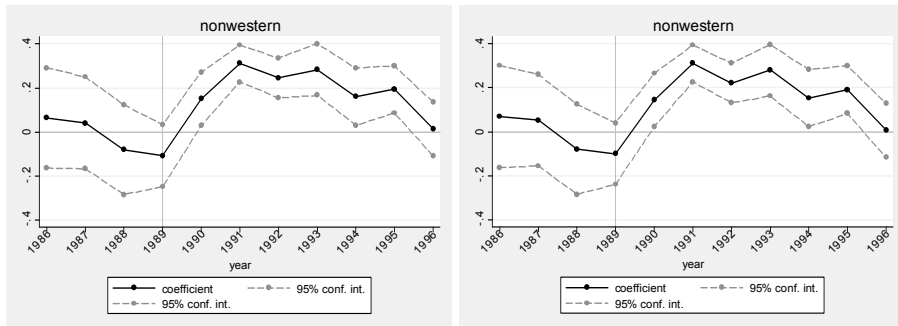 nonwestern
.4
.2
0
-.2
-.4
1986 1987 1988 1989 1990 1991 1992 1993 1994 1995 1996
year
coefficient 95% conf. int.
95% conf. int.
nonwestern
.4
.2
0
-.2
-.4
1986 1987 1988 1989 1990 1991 1992 1993 1994 1995 1996
year
coefficient 95% conf. int.
95% conf. int.